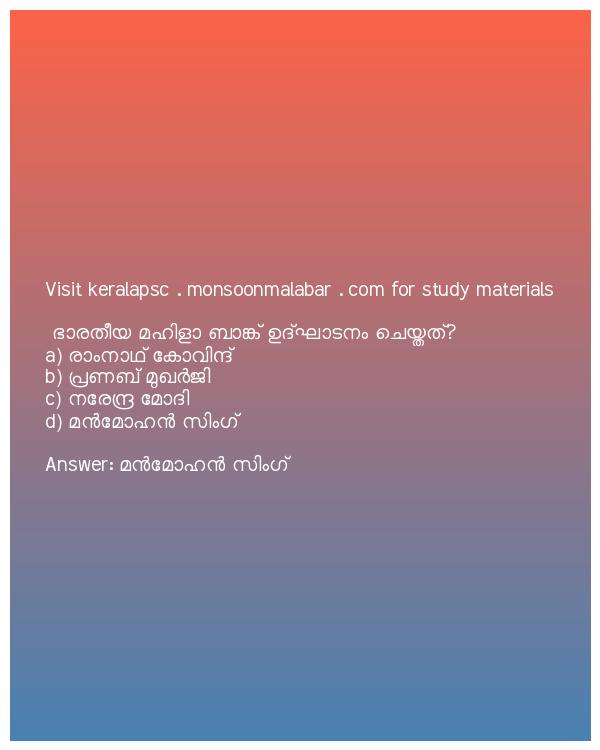 Visit keralapsc . monsoonmalabar . com for study materials
ഭാരതീയ മഹിളാ ബാങ്ക് ഉദ്ഘാടനം ചെയ്തത്?
a) രാംനാഥ് കോവിന്ദ്
b) പ്രണബ് മുഖർജി
c) നരേന്ദ്ര മോദി
d) മൻമോഹൻ സിംഗ്
Answer: മൻമോഹൻ സിംഗ്